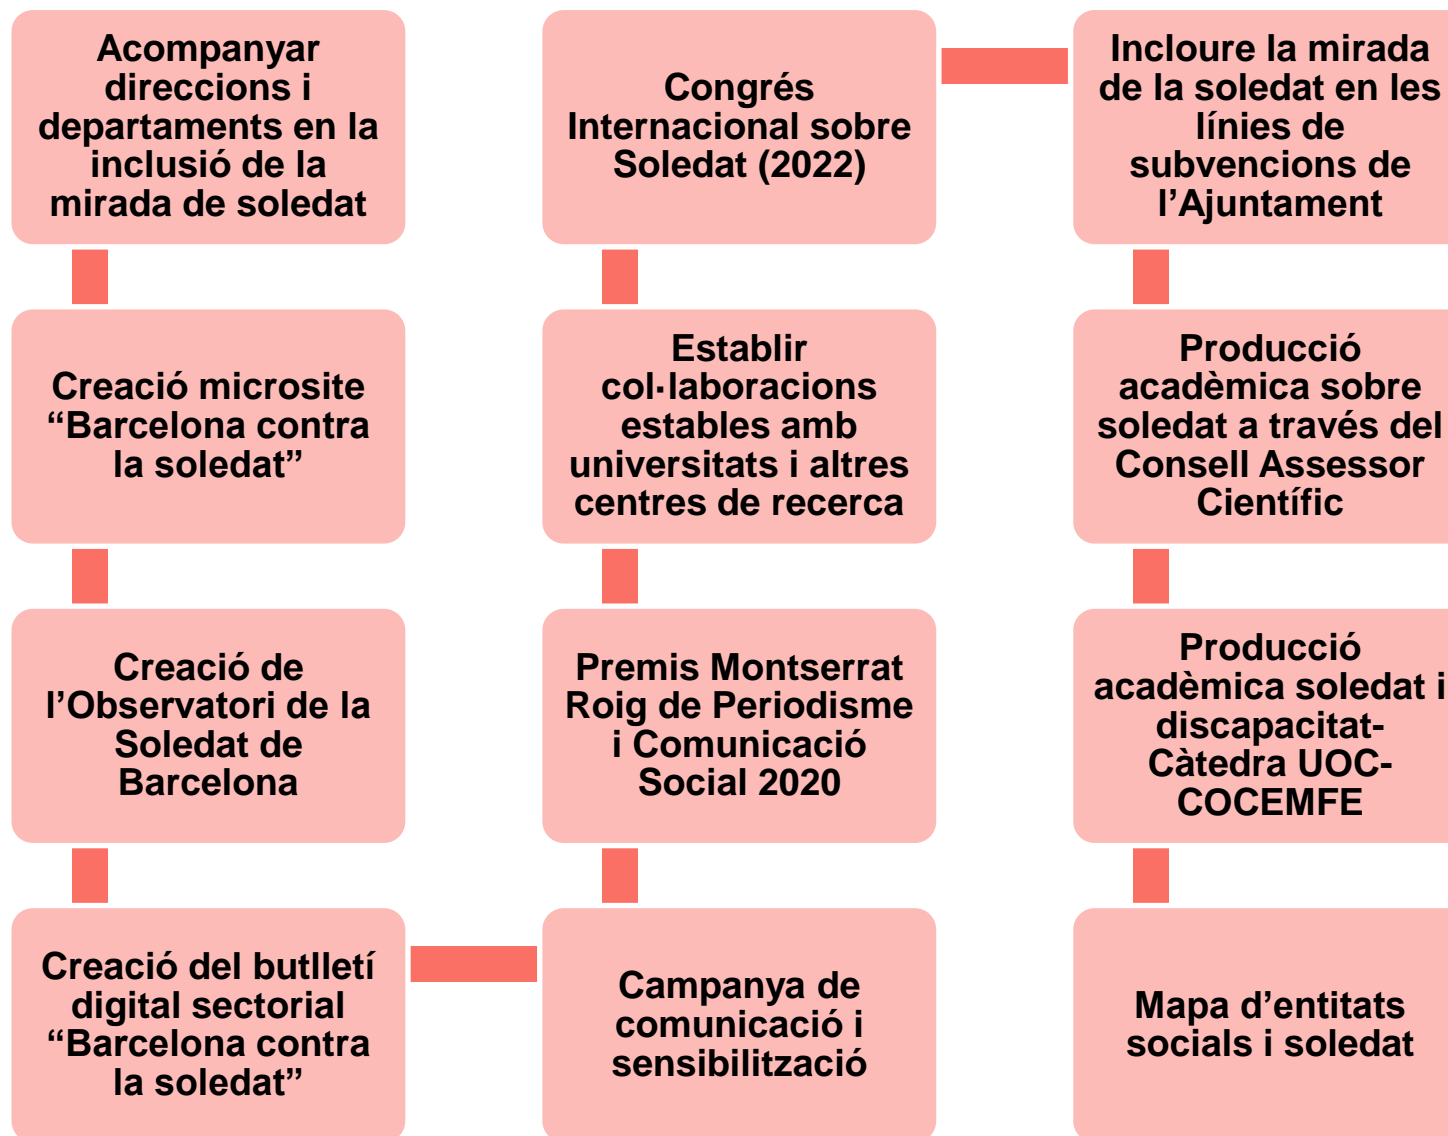 Acompanyar
direccions i
departaments en la
inclusió de la
mirada de soledat
Creació microsite
“Barcelona contra
la soledat”
Creació de
l’Observatori de la
Soledat de
Barcelona
Creació del butlletí
digital sectorial
“Barcelona contra
la soledat”
Campanya de
comunicació i
sensibilització
Premis Montserrat
Roig de Periodisme
i Comunicació
Social 2020
Establir
col·laboracions
estables amb
universitats i altres
centres de recerca
Congrés
Internacional sobre
Soledat (2022)
Incloure la mirada
de la soledat en les
línies de
subvencions de
l’Ajuntament
Producció
acadèmica sobre
soledat a través del
Consell Assessor
Científic
Producció
acadèmica soledat i
discapacitat-
Càtedra UOC-
COCEMFE
Mapa d’entitats
socials i soledat